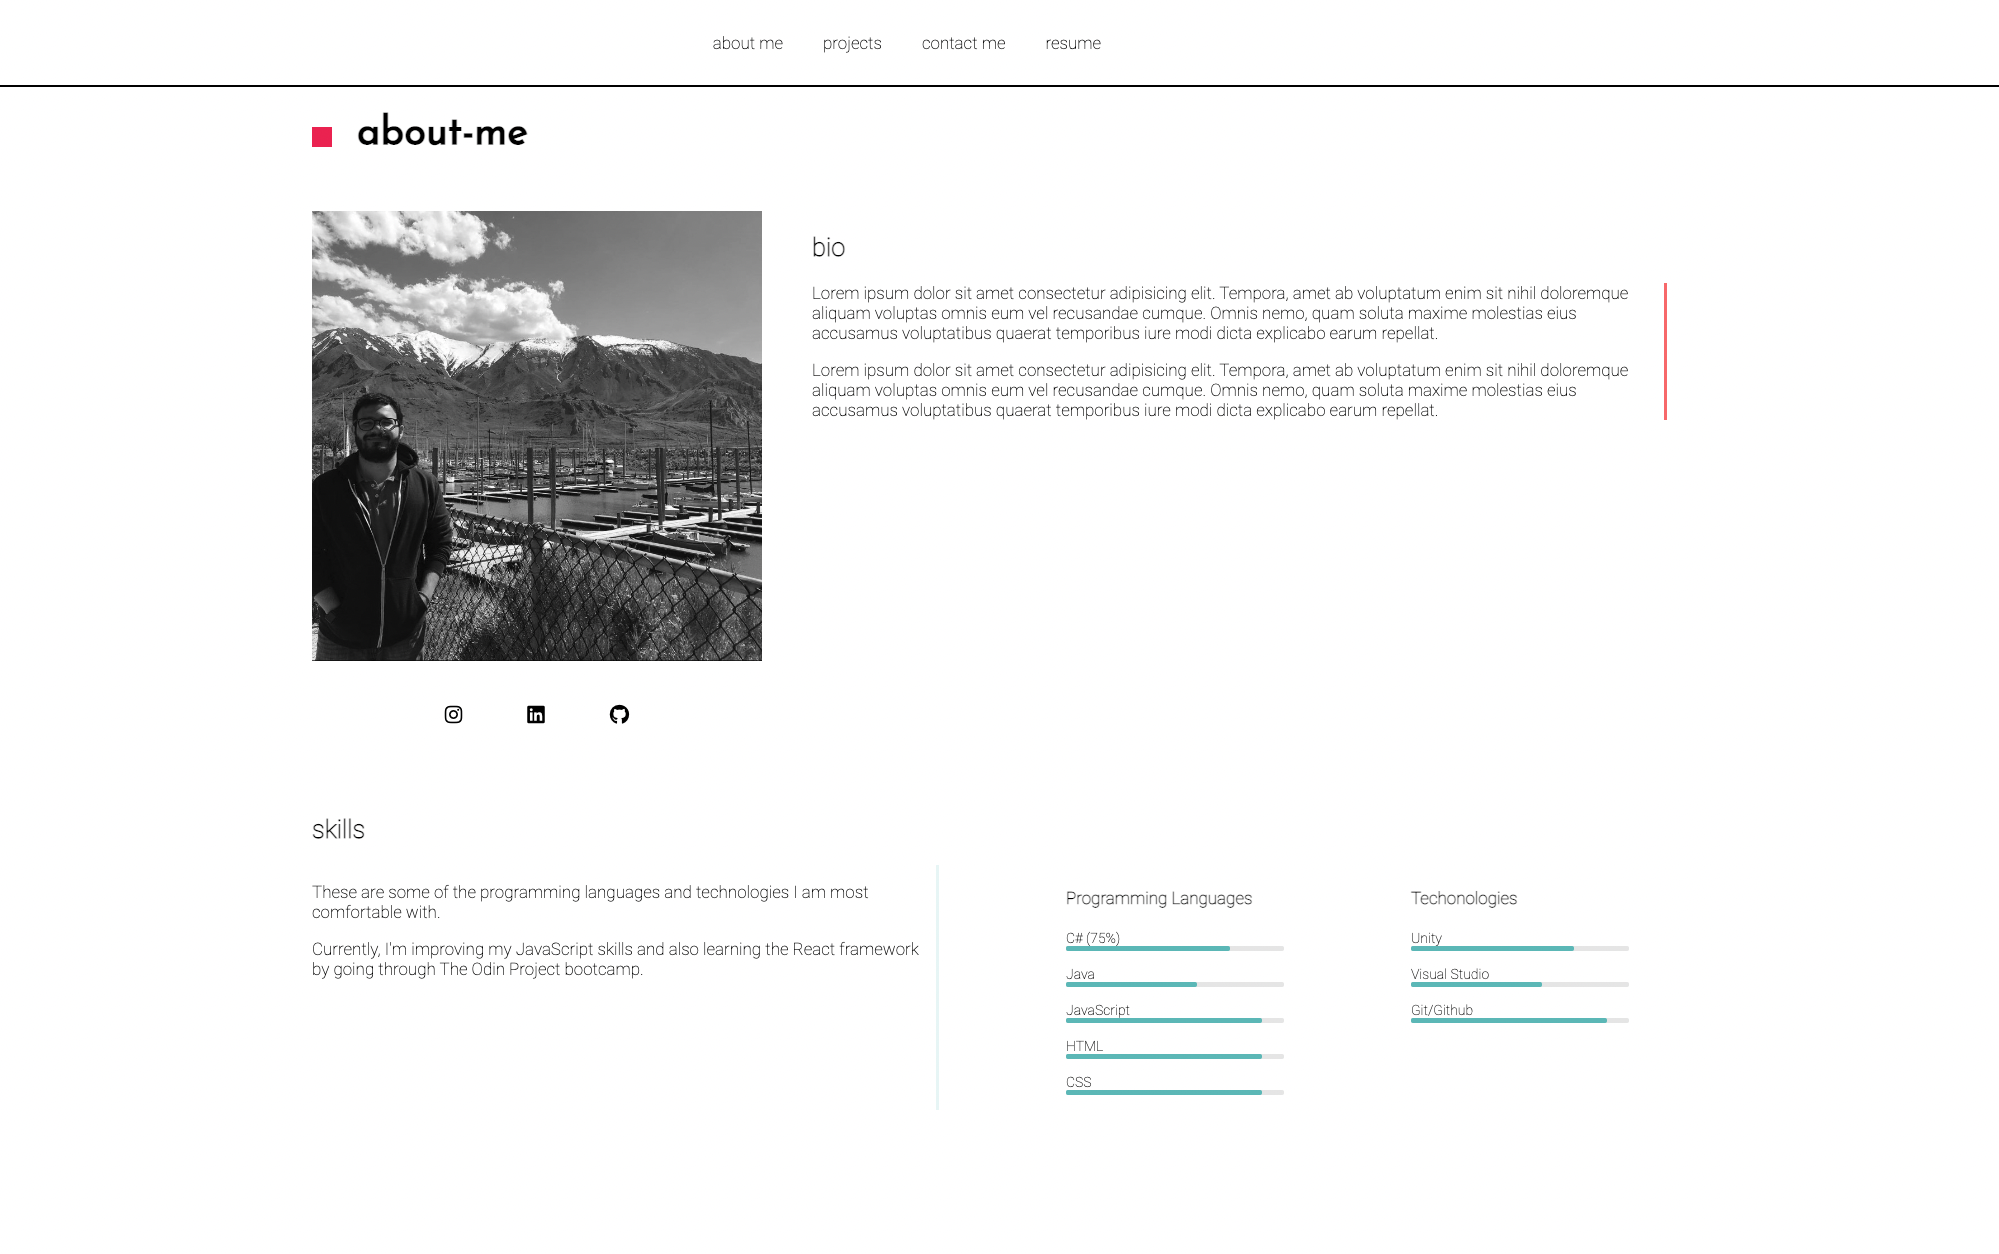 about me projects contact me resume
about-me
bio
Lorem ipsum dolor sit amet consectetur adipisicing elit. Tempora, amet ab voluptatum enim sit nihil doloremque
aliquam voluptas omnis eum vel recusandae cumque. Omnis nemo, quam soluta maxime molestias eius
accusamus voluptatibus quaerat temporibus iure modi dicta explicabo earum repellat.
Lorem ipsum dolor sit amet consectetur adipisicing elit. Tempora, amet ab voluptatum enim sit nihil doloremque
aliquam voluptas omnis eum vel recusandae cumque. Omnis nemo, quam soluta maxime molestias eius
accusamus voluptatibus quaerat temporibus iure modi dicta explicabo earum repellat.
skills
These are some of the programming languages and technologies I am most
comfortable with.
Currently, I'm improving my JavaScript skills and also learning the React framework
by going through The Odin Project bootcamp.
Programming Languages
C# (75%)
Java
JavaScript
HTML
CSS
Techonologies
Unity
Visual Studio
Git/Github